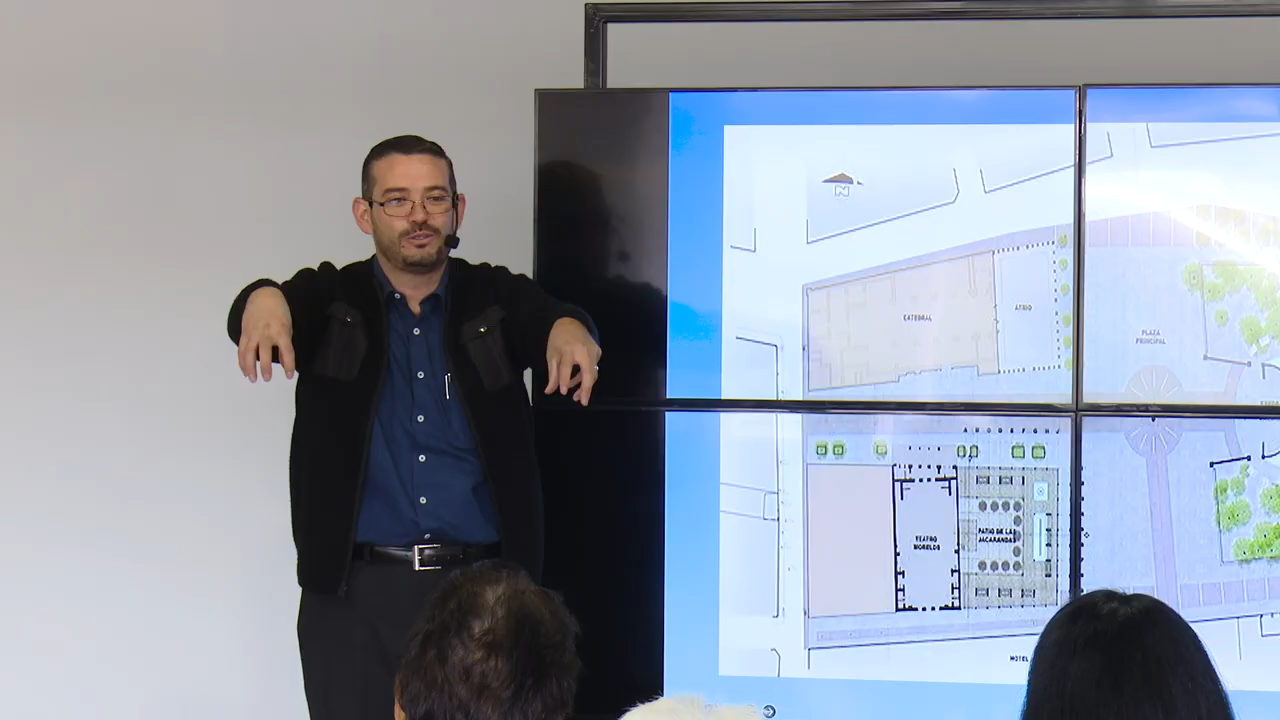 N
CATEDRAL
ATRIO
PLAZA
PRINCIPAL
A B C D E F G H
TEATRO
MORELOS
PATIO DE LAS
JACARANDAS
HOTEL